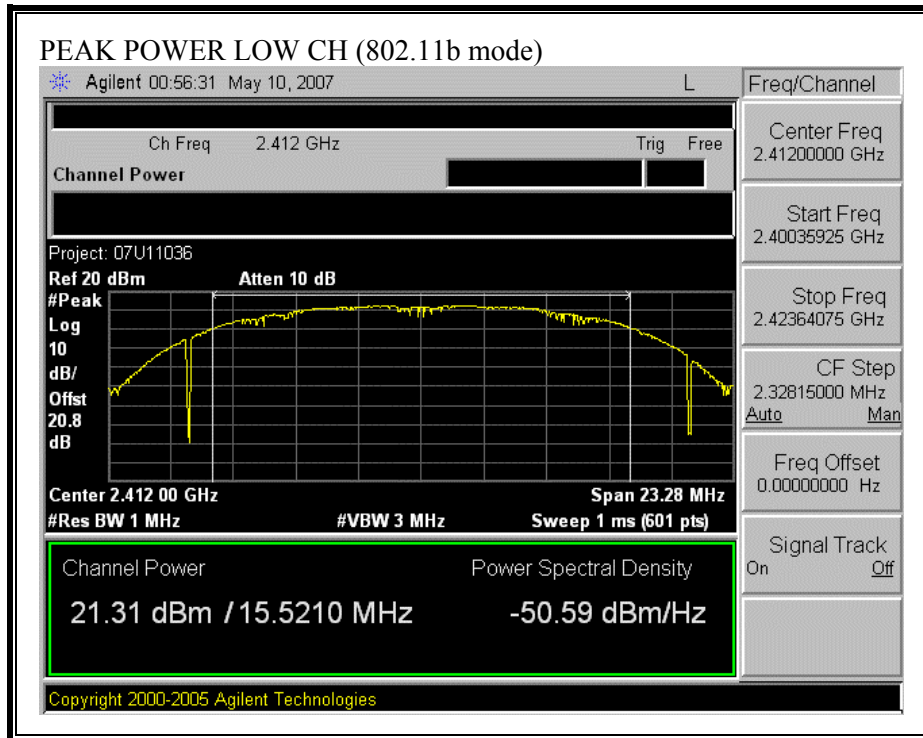 PEAK POWER LOW CH (802.11b mode)
Agilent 00:56:31 May 10, 2007 L
Freq/Channel
Ch Freq 2.412 GHz Trig Free
Channel Power
Center Freq
2.41200000 GHz
Start Freq
2.40035925 GHz
Stop Freq
2.42364075 GHz
CF Step
2.32815000 MHz
Auto Man
Freq Offset
0.00000000 Hz
Signal Track
On Off
Project: 07U11036
Ref 20 dBm Atten 10 dB
#Peak
Log
10
dB/
Offst
20.8
dB
Center 2.412 00 GHz Span 23.28 MHz
#Res BW 1 MHz #VBW 3 MHz Sweep 1 ms (601 pts)
Channel Power Power Spectral Density
21.31 dBm / 15.5210 MHz -50.59 dBm/Hz
Copyright 2000-2005 Agilent Technologies